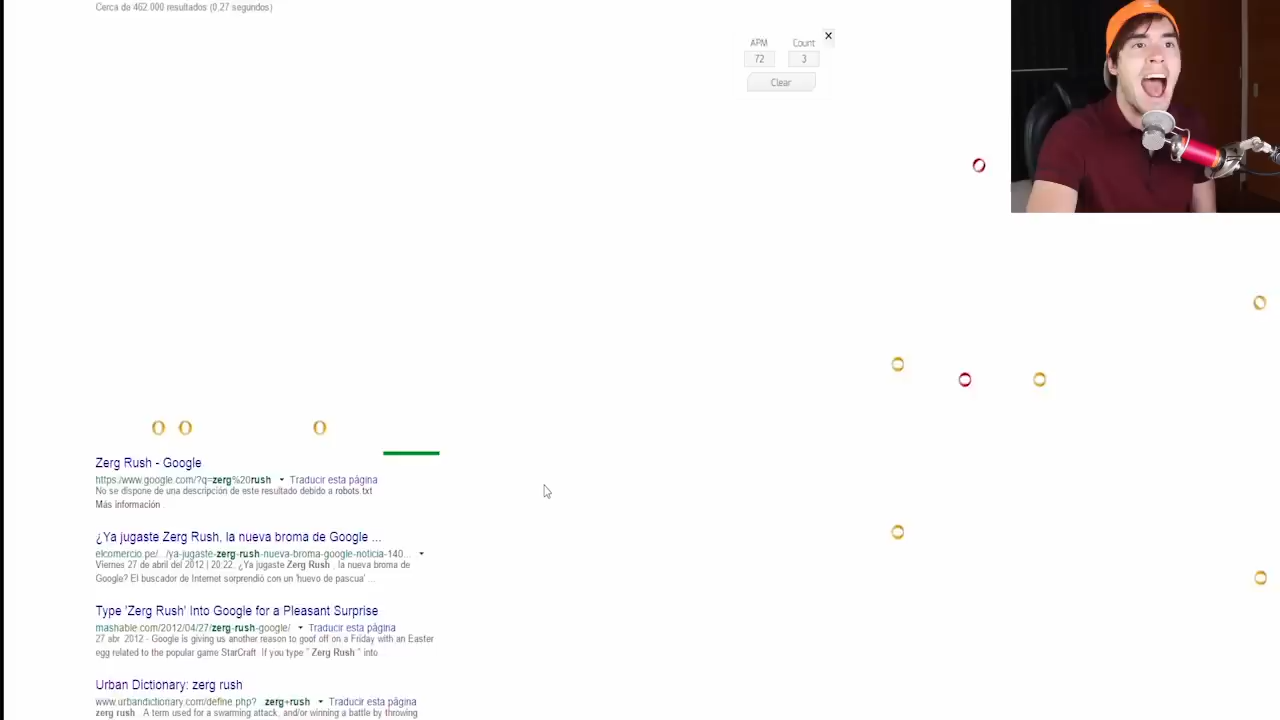 Cerca de 462.000 resultados (0,27 segundos)
APM Count
72 3
Clear
Zerg Rush - Google
https:/www.google.com/?q=zerg%20rush Traducir esta página
No se dispone de una descripción de este resultado debido a robots.txt
Más información
¿Ya jugaste Zerg Rush, la nueva broma de Google ...
elcomercio.pe/.../ya-jugaste-zerg-rush-nueva-broma-google-noticia-140...
Viernes 27 de abril del 2012 | 20:22. ¿Ya jugaste Zerg Rush , la nueva broma de
Google? El buscador de Internet sorprendió con un 'huevo de pascua' ...
Type 'Zerg Rush' Into Google for a Pleasant Surprise
mashable.com/2012/04/27/zerg-rush-google/ Traducir esta página
27 abr. 2012 - Google is giving us another reason to goof off on a Friday with an Easter
egg related to the popular game StarCraft. If you type " Zerg Rush " into
Urban Dictionary: zerg rush
www.urbandictionary.com/define.php?...zerg+rush Traducir esta página
zerg rush . A term used for a swarming attack, and/or winning a battle by throwing